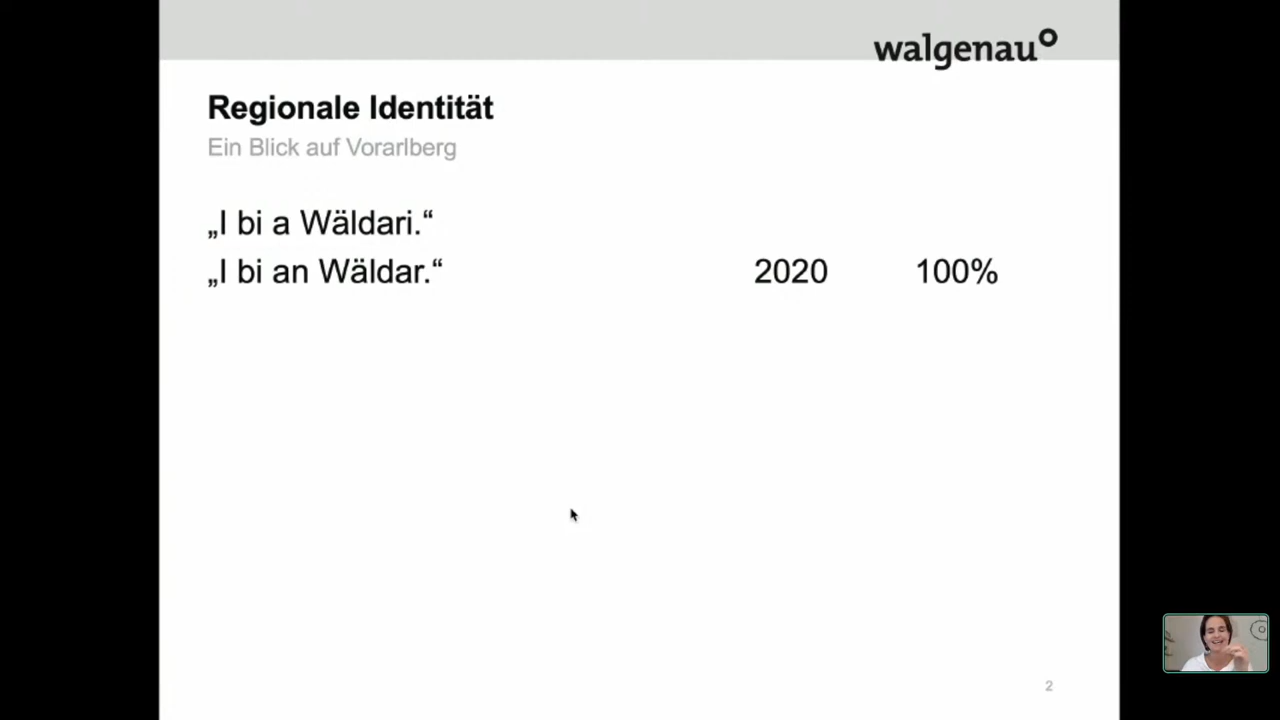 walgenau°
Regionale Identität
Ein Blick auf Vorarlberg
„I bi a Wäldari.“
„I bi an Wäldar.“ 2020 100%
2